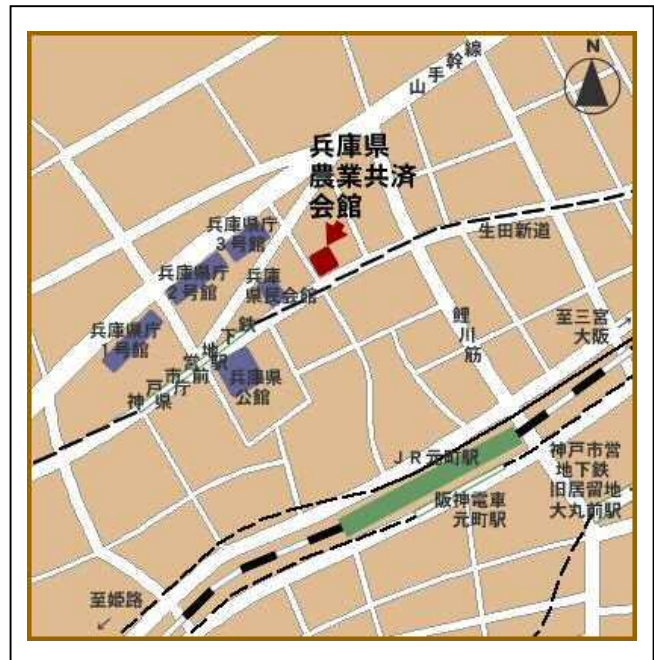 N
山手幹線
兵庫県
農業共済
会館
兵庫県庁
3号館
生田新道
兵庫県庁
2号館
兵庫
県民会館
兵庫県庁
1号館
神戸市営地下鉄
県庁前駅
兵庫県
公館
鯉川筋
至三宮
大阪
JR元町駅
阪神電車
元町駅
神戸市営
地下鉄
旧居留地
大丸前駅
至姫路